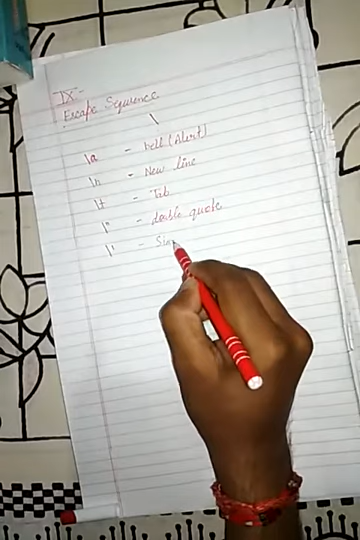 IX-
Escape Sequence
\
\a - bell (Alert)
\n - New line
\t - Tab
\" - double quote
\' - Sin